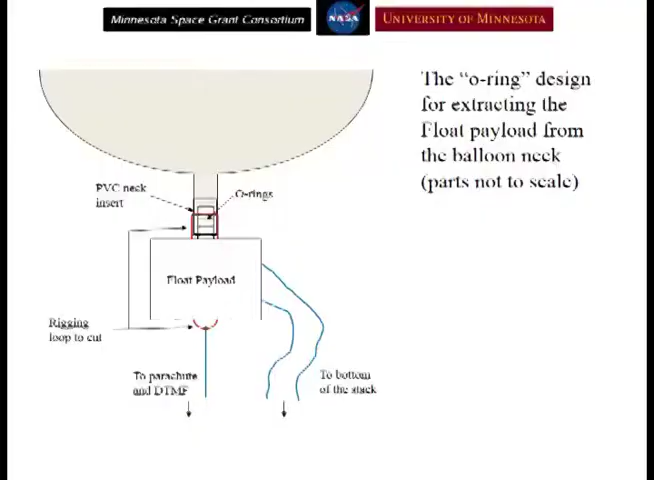 Minnesota Space Grant Consortium
NASA
UNIVERSITY OF MINNESOTA
The “o-ring” design
for extracting the
Float payload from
the balloon neck
(parts not to scale)
PVC neck
insert
O-rings
Float Payload
Rigging
loop to cut
To parachute
and DTMF
To bottom
of the stack